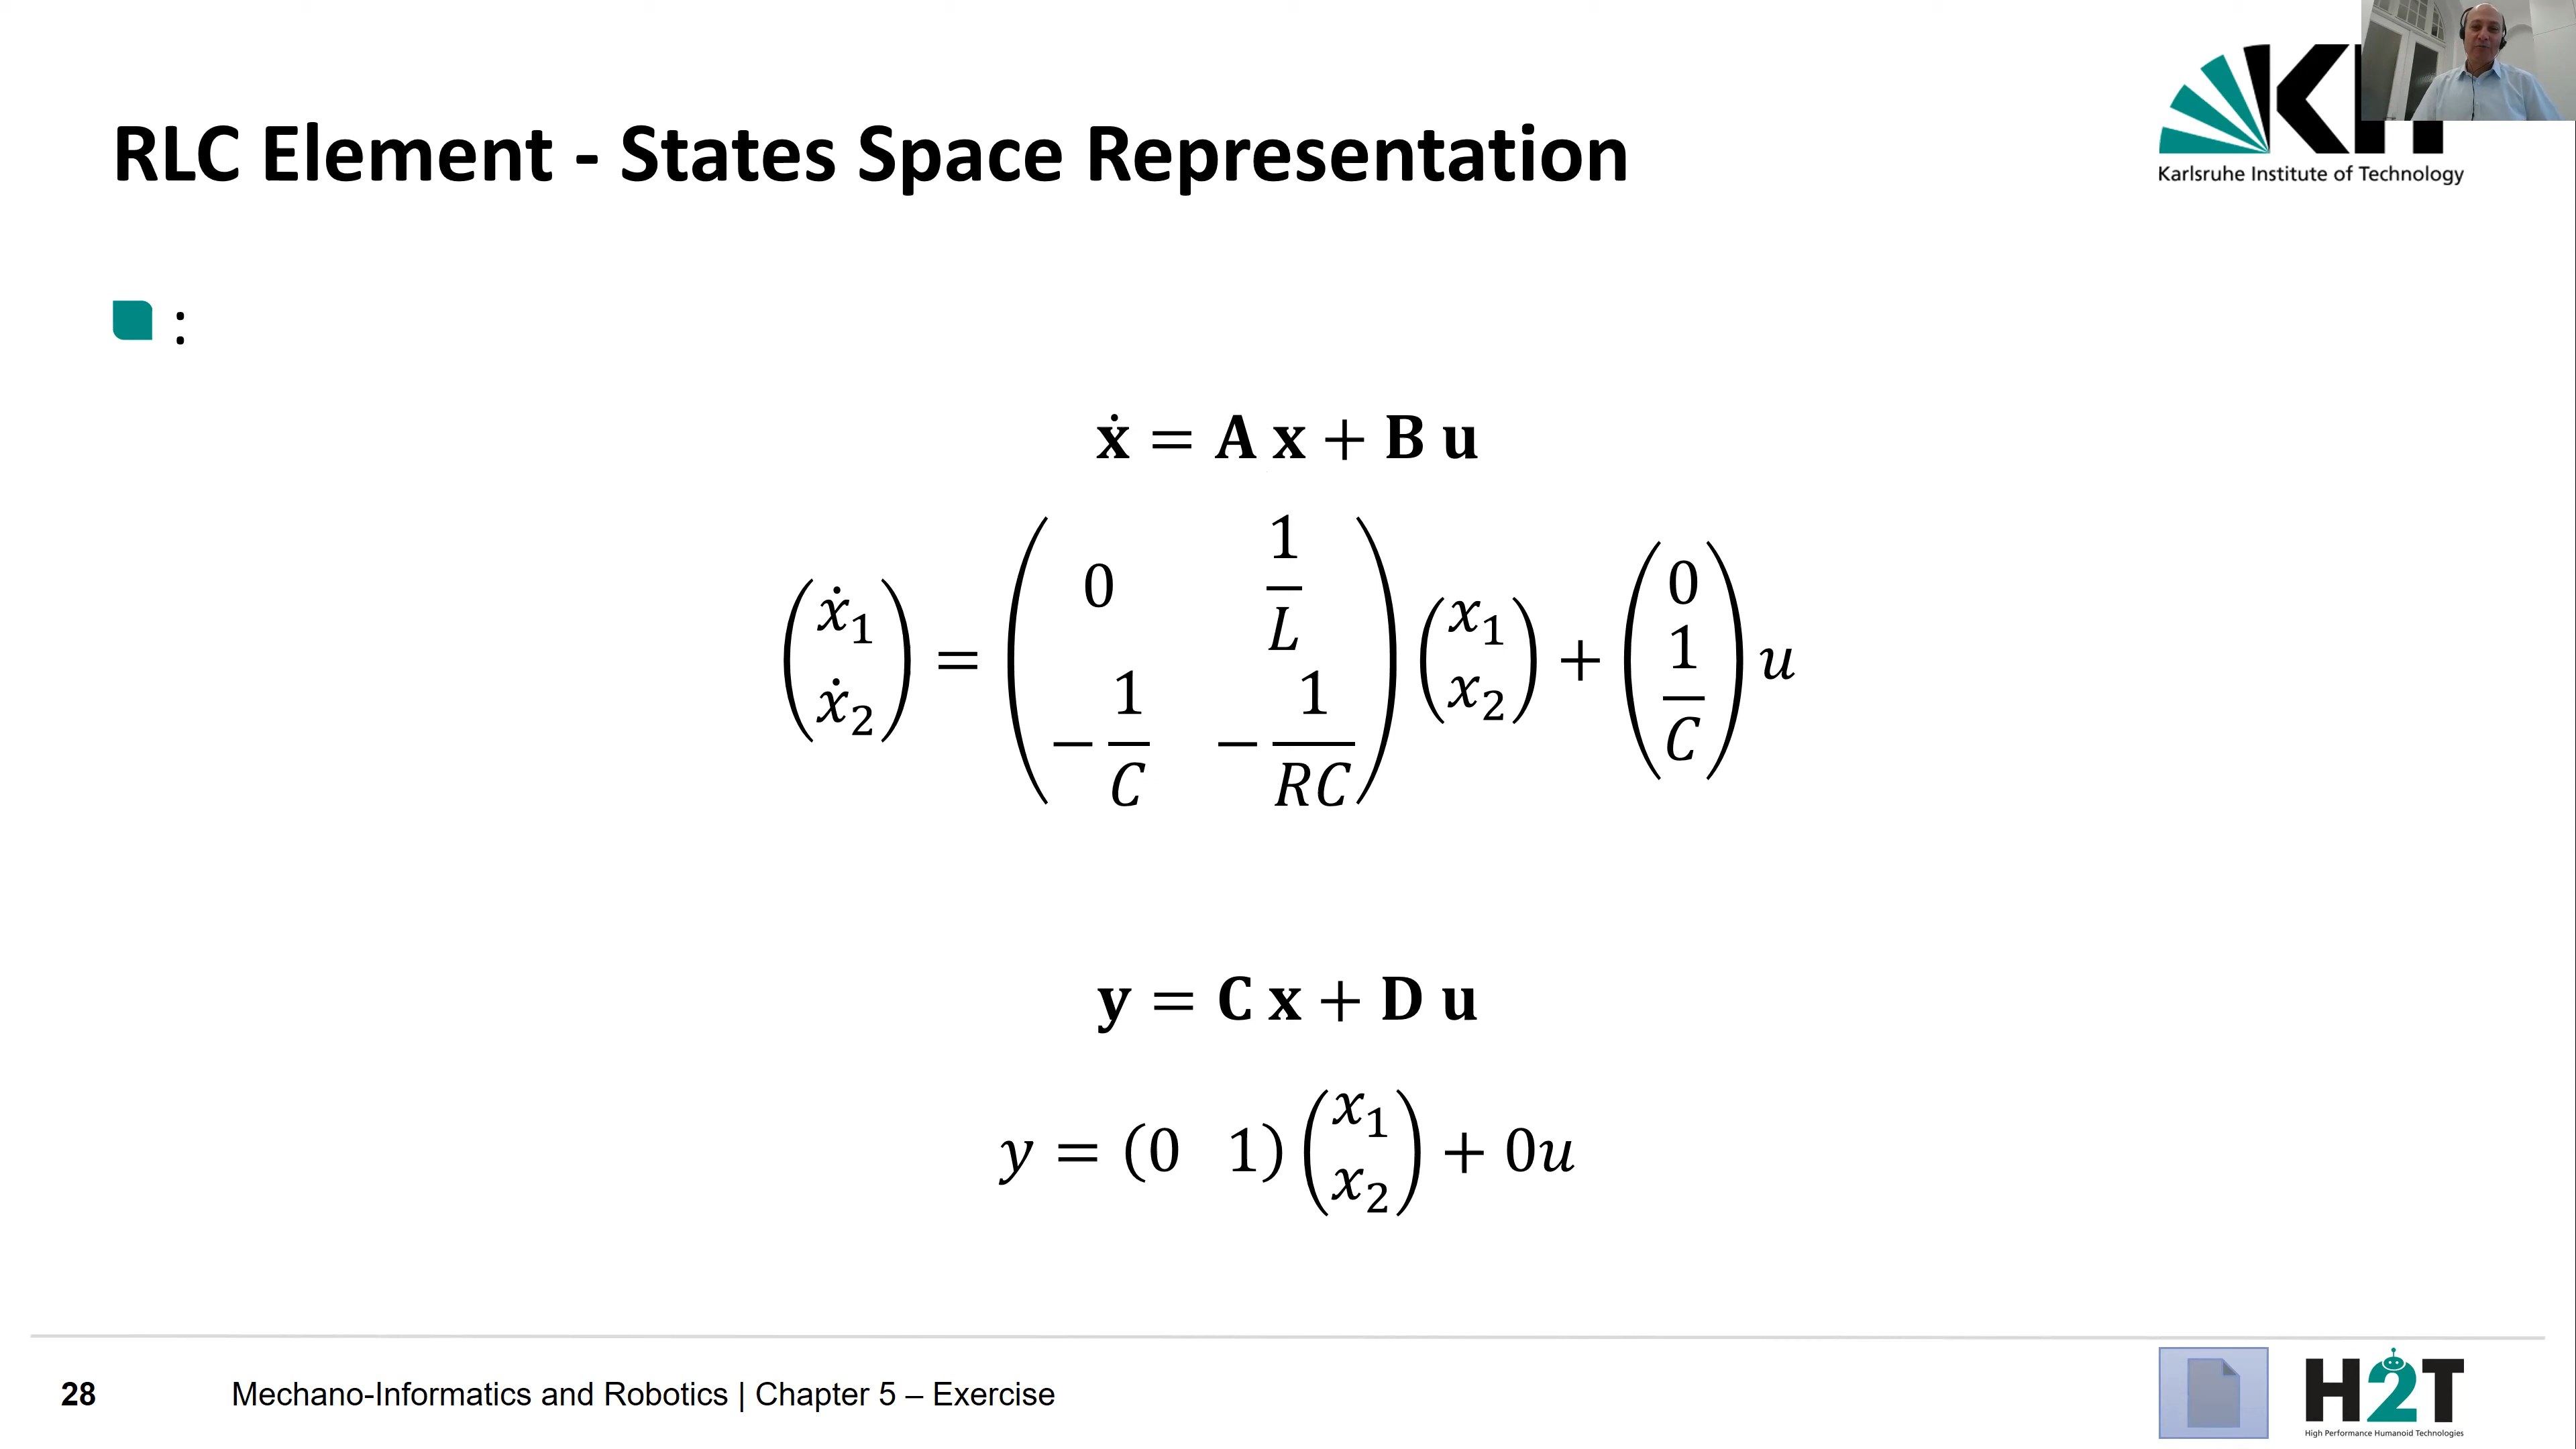 RLC Element - States Space Representation
Karlsruhe Institute of Technology
:
ẋ = A x + B u
(ẋ₁ ẋ₂) = (0 1/L −1/C −1/RC) (x₁ x₂) + (0 1/C) u
y = C x + D u
y = (0 1) (x₁ x₂) + 0u
28 Mechano-Informatics and Robotics | Chapter 5 – Exercise
H2T
High Performance Humanoid Technologies